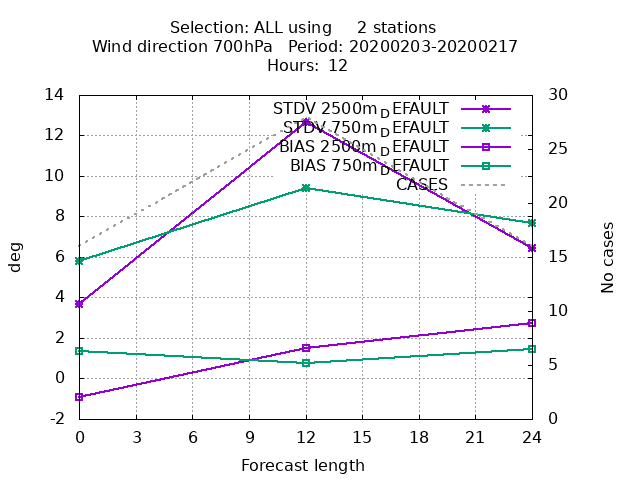 Selection: ALL using     2 stations
Wind direction 700hPa   Period: 20200203-20200217
Hours: 12
14
12
10
8
6
4
2
0
-2
30
25
20
15
10
5
0
STDV 2500m_DEFAULT
STDV 750m_DEFAULT
BIAS 2500m_DEFAULT
BIAS 750m_DEFAULT
CASES
deg
No cases
0 3 6 9 12 15 18 21 24
Forecast length